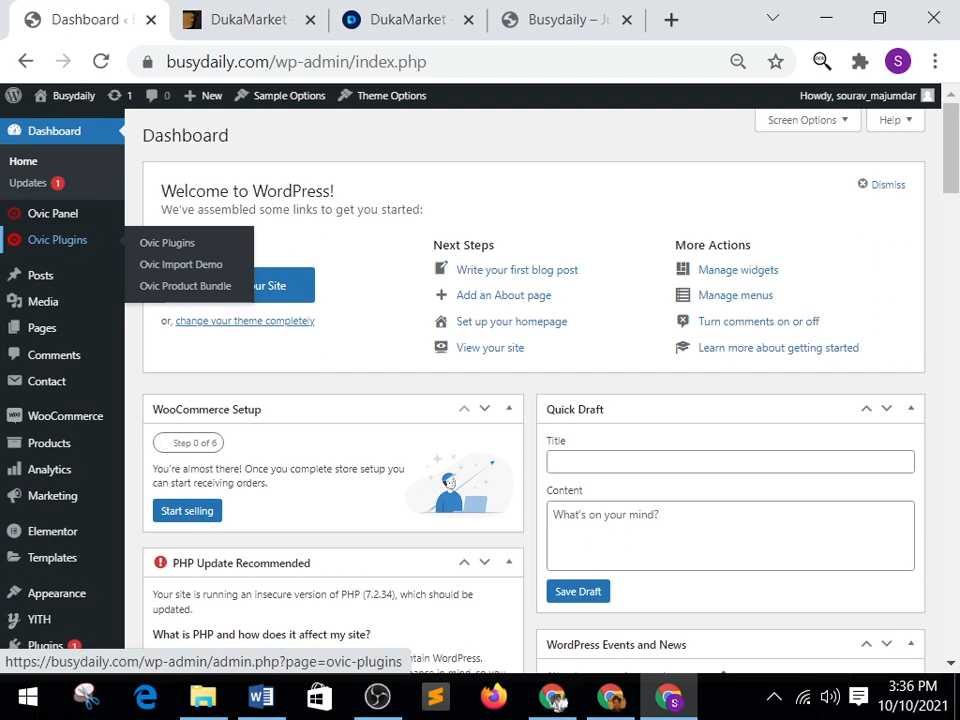 Dashboard ‹ B
DukaMarket
DukaMarket
Busydaily – Ju
busydaily.com/wp-admin/index.php
S
Busydaily
1
0
New
Sample Options
Theme Options
Howdy, sourav_majumdar
Dashboard
Home
Updates 1
Ovic Panel
Ovic Plugins
Posts
Media
Pages
Comments
Contact
WooCommerce
Products
Analytics
Marketing
Elementor
Templates
Appearance
YITH
Plugins 1
Ovic Plugins
Ovic Import Demo
Ovic Product Bundle
Dashboard
Screen Options
Help
Welcome to WordPress!
We've assembled some links to get you started:
Dismiss
our Site
or, change your theme completely
Next Steps
Write your first blog post
Add an About page
Set up your homepage
View your site
More Actions
Manage widgets
Manage menus
Turn comments on or off
Learn more about getting started
WooCommerce Setup
Step 0 of 6
You're almost there! Once you complete store setup you
can start receiving orders.
Start selling
PHP Update Recommended
Your site is running an insecure version of PHP (7.2.34), which should be
updated.
What is PHP and how does it affect my site?
Quick Draft
Title
Content
What's on your mind?
Save Draft
WordPress Events and News
https://busydaily.com/wp-admin/admin.php?page=ovic-plugins
3:36 PM
10/10/2021